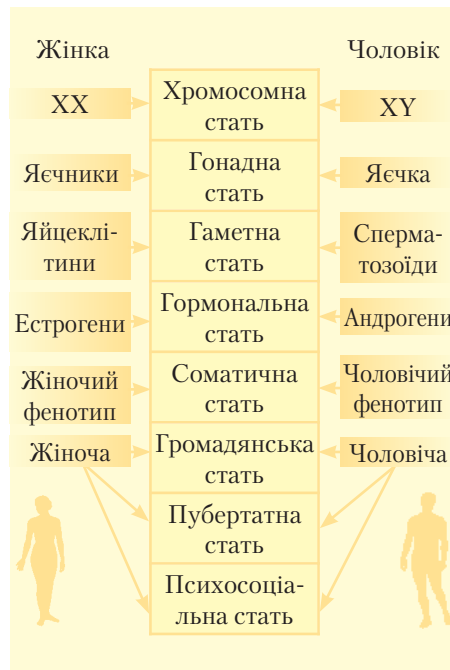 Жінка
Чоловік
XX
Хромосомна
стать
XY
Яєчники
Гонадна
стать
Яєчка
Яйцеклі-
тини
Гаметна
стать
Сперма-
тозоїди
Естрогени
Гормональна
стать
Андрогени
Жіночий
фенотип
Соматична
стать
Чоловічий
фенотип
Жіноча
Громадянська
стать
Чоловіча
Пубертатна
стать
Психосоціа-
льна стать